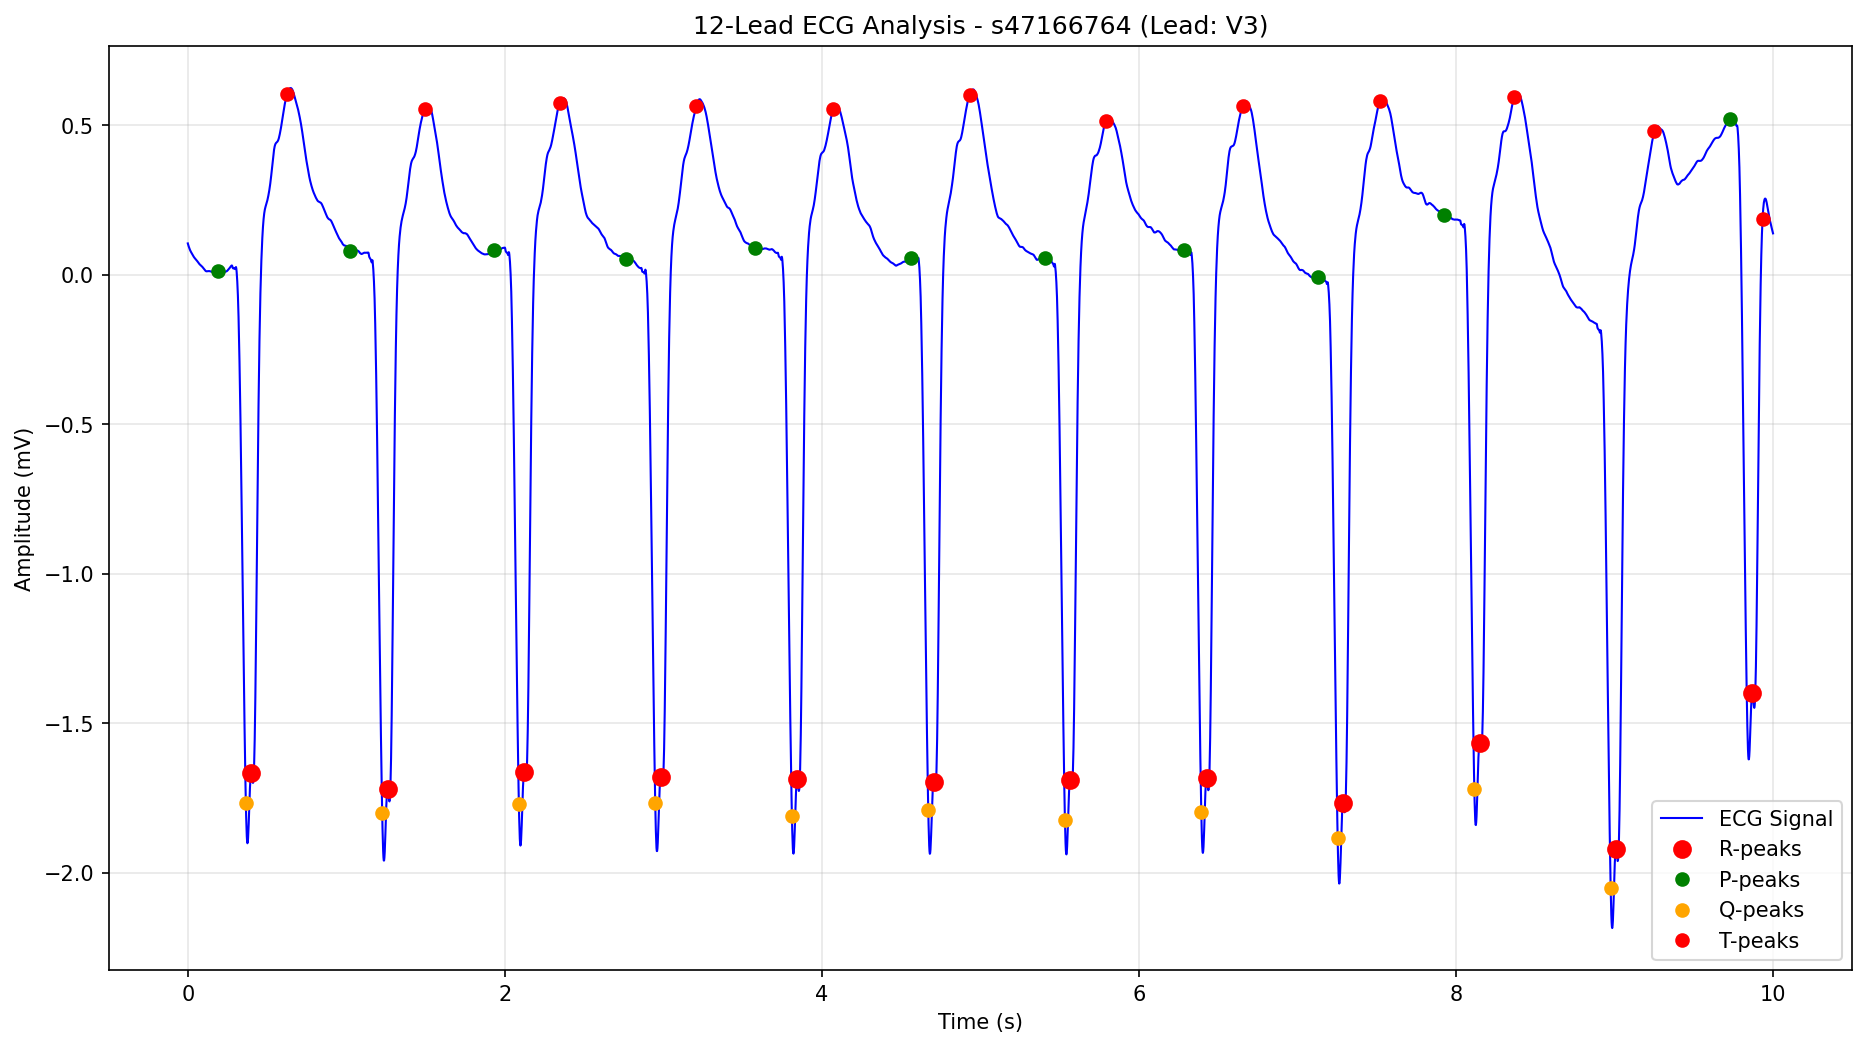 12-Lead ECG Analysis - s47166764 (Lead: V3)
Amplitude (mV)
0.5
0.0
−0.5
−1.0
−1.5
−2.0
ECG Signal
R-peaks
P-peaks
Q-peaks
T-peaks
0 2 4 6 8 10
Time (s)